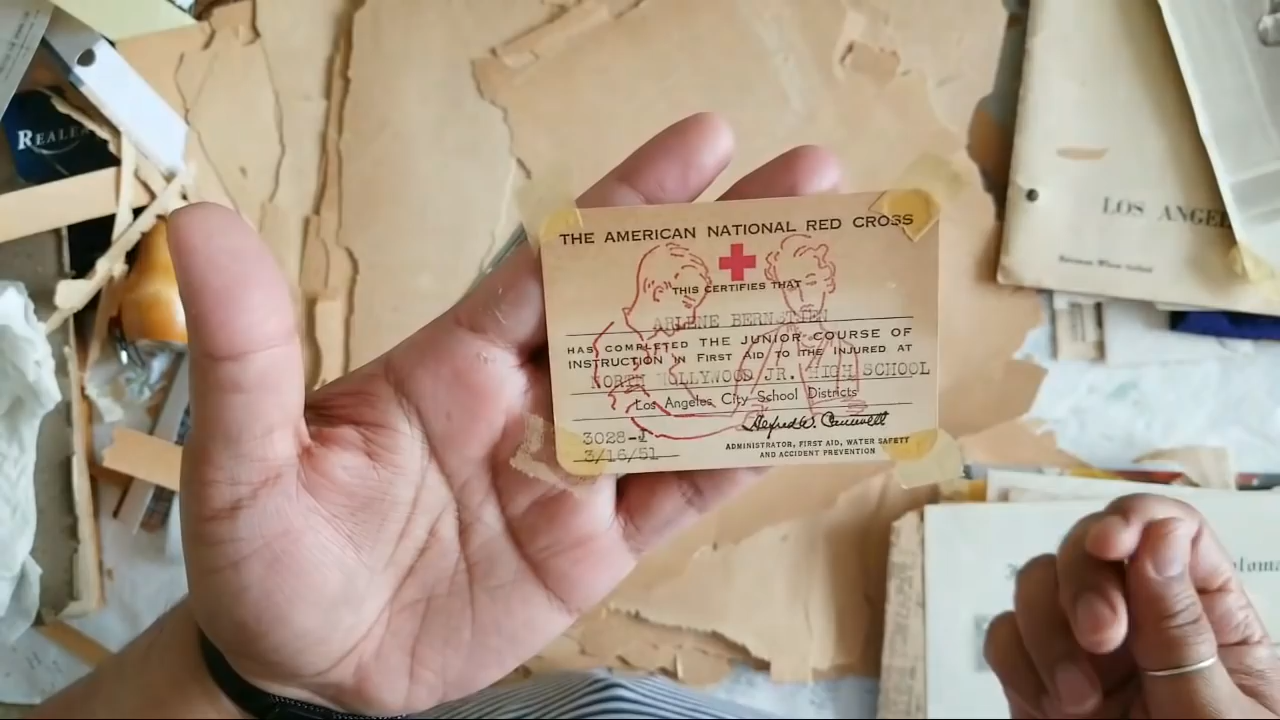 THE AMERICAN NATIONAL RED CROSS
THIS CERTIFIES THAT
ARLENE BERNSTIEN
HAS COMPLETED THE JUNIOR COURSE OF
INSTRUCTION IN FIRST AID TO THE INJURED AT
NORTH HOLLYWOOD JR. HIGH SCHOOL
Los Angeles City School Districts
3028-1
3/16/51
ADMINISTRATOR, FIRST AID, WATER SAFETY
AND ACCIDENT PREVENTION
LOS ANGEL